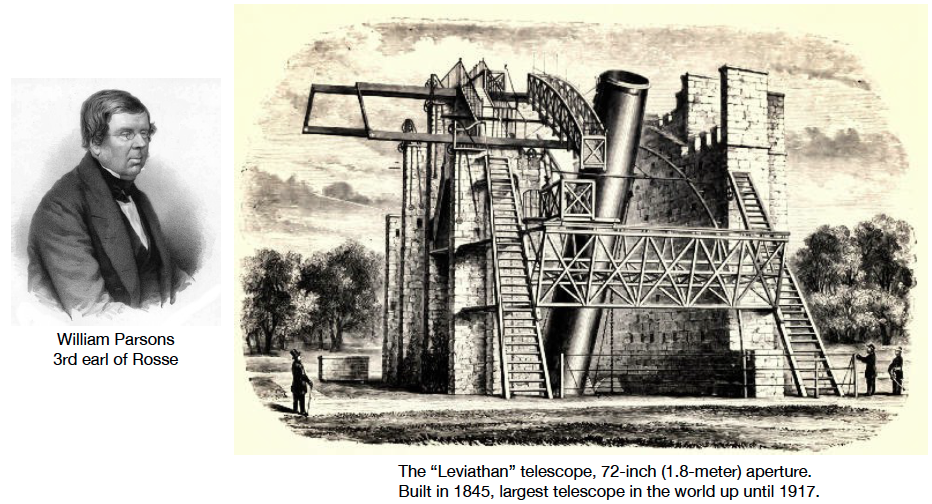 William Parsons
3rd earl of Rosse
The “Leviathan” telescope, 72-inch (1.8-meter) aperture.
Built in 1845, largest telescope in the world up until 1917.